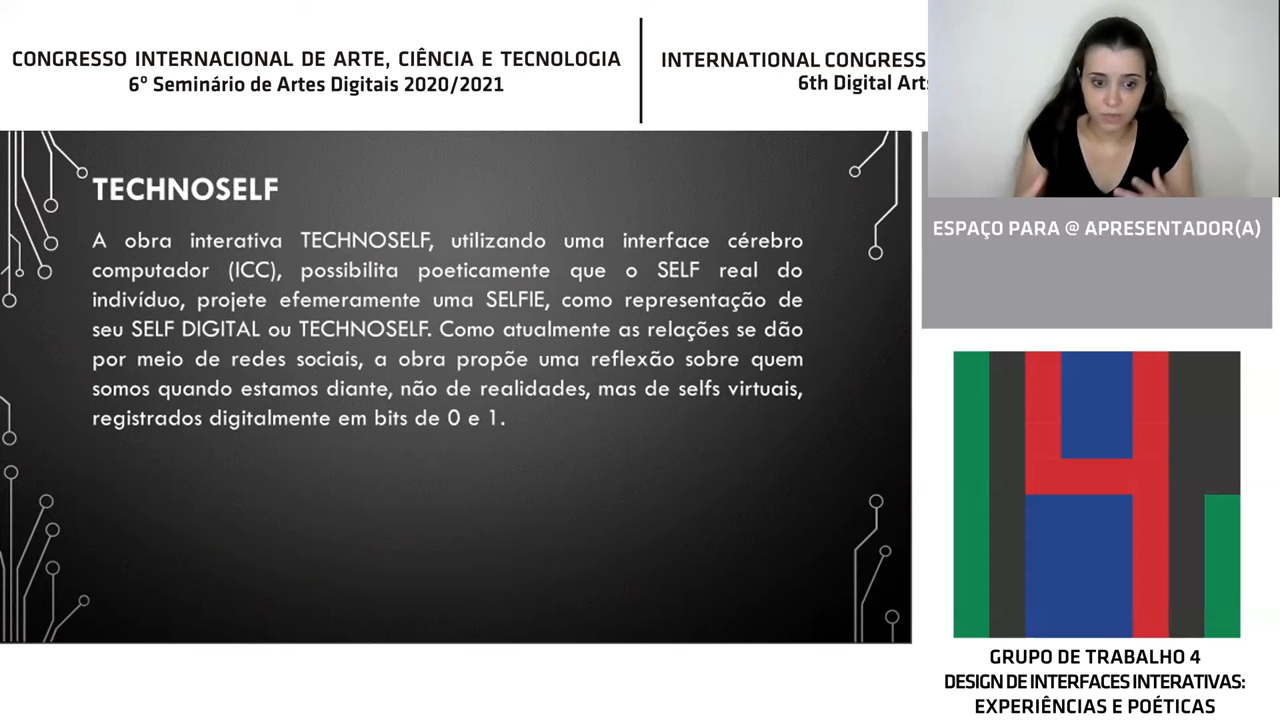 CONGRESSO INTERNACIONAL DE ARTE, CIÊNCIA E TECNOLOGIA
6º Seminário de Artes Digitais 2020/2021
INTERNATIONAL CONGRESS
6th Digital Arts
TECHNOSELF
A obra interativa TECHNOSELF, utilizando uma interface cérebro
computador (ICC), possibilita poeticamente que o SELF real do
indivíduo, projete efemeramente uma SELFIE, como representação de
seu SELF DIGITAL ou TECHNOSELF. Como atualmente as relações se dão
por meio de redes sociais, a obra propõe uma reflexão sobre quem
somos quando estamos diante, não de realidades, mas de selfs virtuais,
registrados digitalmente em bits de 0 e 1.
ESPAÇO PARA @ APRESENTADOR(A)
GRUPO DE TRABALHO 4
DESIGN DE INTERFACES INTERATIVAS:
EXPERIÊNCIAS E POÉTICAS